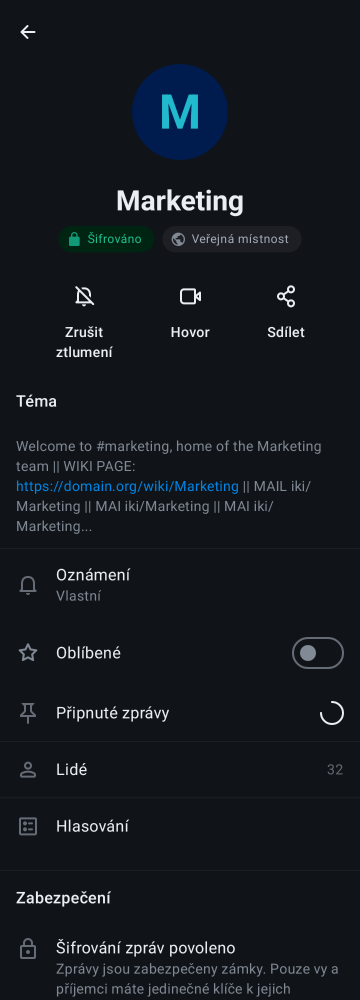 M
Marketing
Šifrováno
Veřejná místnost
Zrušit
ztlumení
Hovor
Sdílet
Téma
Welcome to #marketing, home of the Marketing
team || WIKI PAGE:
https://domain.org/wiki/Marketing || MAIL iki/
Marketing || MAI iki/Marketing || MAI iki/
Marketing...
Oznámení
Vlastní
Oblíbené
Připnuté zprávy
Lidé 32
Hlasování
Zabezpečení
Šifrování zpráv povoleno
Zprávy jsou zabezpečeny zámky. Pouze vy a
příjemci máte jedinečné klíče k jejich